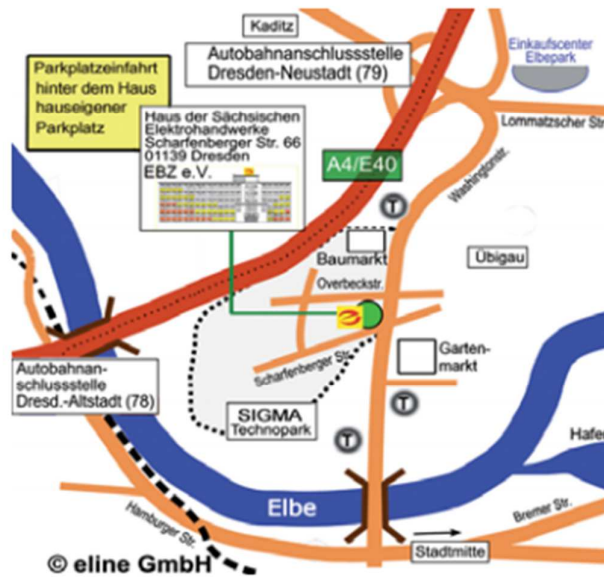 Kaditz
Autobahnanschlussstelle
Dresden-Neustadt (79)
Einkaufscenter
Elbepark
Parkplatzeinfahrt
hinter dem Haus
hauseigener
Parkplatz
Lommatzscher Str.
Haus der Sächsischen
Elektrohandwerke
Scharfenberger Str. 66
01139 Dresden
EBZ e.V.
A4/E40
Washingtonstr.
T
Baumarkt
Übigau
Overbeckstr.
Scharfenberger Str.
Garten-
markt
Autobahnan-
schlussstelle
Dresd.-Altstadt (78)
SIGMA
Technopark
T
T
Hafe
Elbe
Hamburger Str.
Bremer Str.
Stadtmitte
© eline GmbH